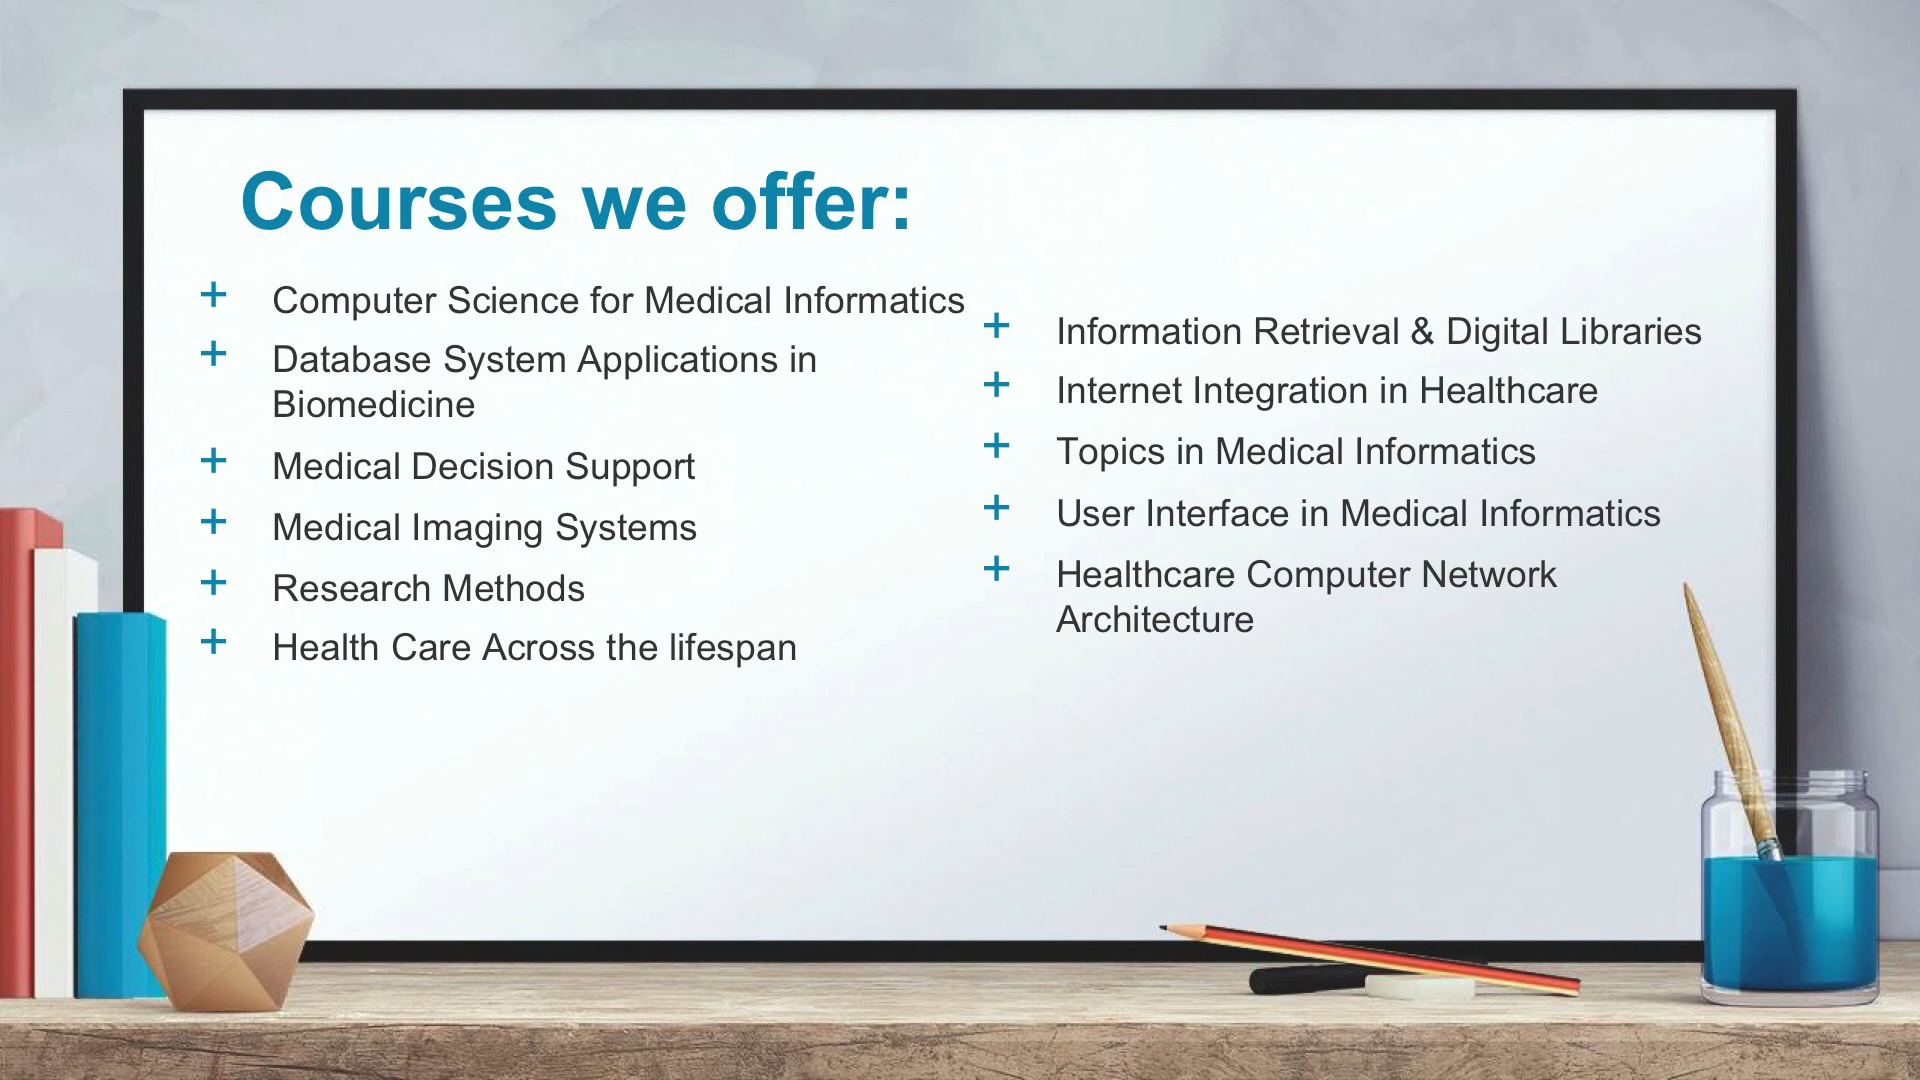 Courses we offer:
+ Computer Science for Medical Informatics
+ Database System Applications in
Biomedicine
+ Medical Decision Support
+ Medical Imaging Systems
+ Research Methods
+ Health Care Across the lifespan
+ Information Retrieval & Digital Libraries
+ Internet Integration in Healthcare
+ Topics in Medical Informatics
+ User Interface in Medical Informatics
+ Healthcare Computer Network
Architecture